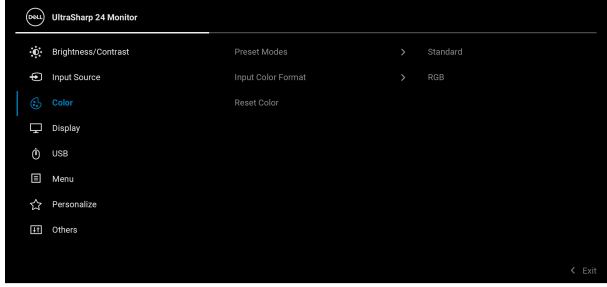 DELL UltraSharp 24 Monitor
Brightness/Contrast Preset Modes > Standard
Input Source Input Color Format > RGB
Color Reset Color
Display
USB
Menu
Personalize
Others
< Exit